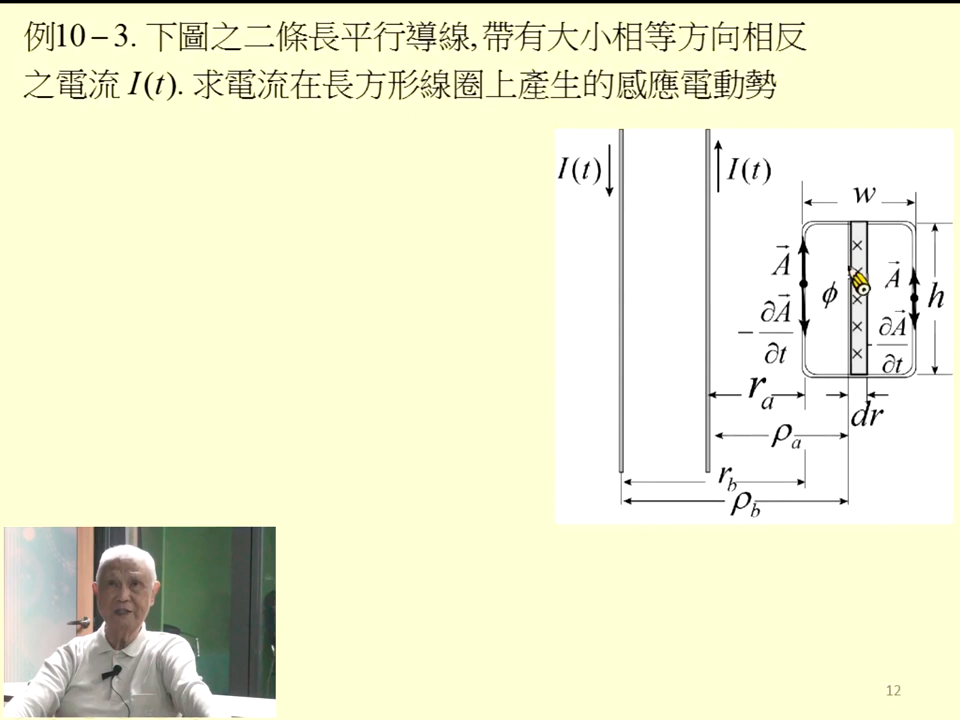 例10－3. 下圖之二條長平行導線,帶有大小相等方向相反
之電流 I(t). 求電流在長方形線圈上產生的感應電動勢
I(t)
I(t)
w
A⃗
ϕ
A⃗
h
−∂A⃗/∂t
−∂A⃗/∂t
rₐ
dr
ρₐ
r_b
ρ_b
12